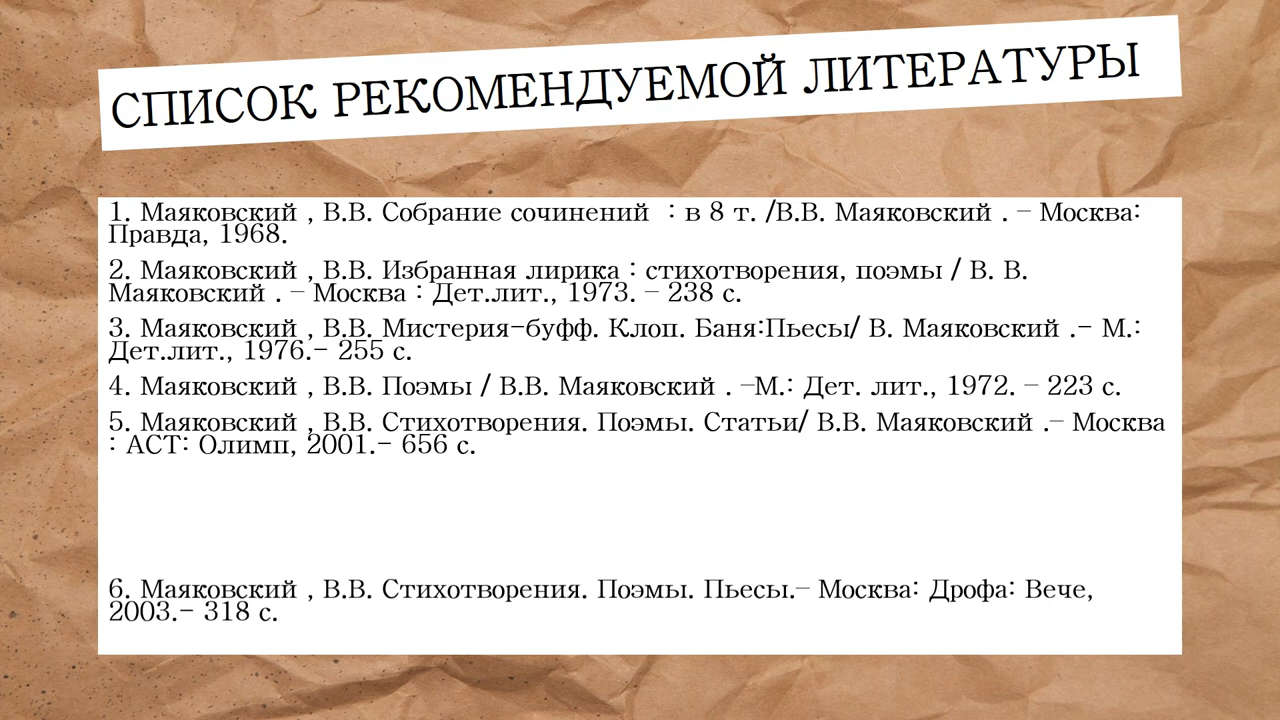 СПИСОК РЕКОМЕНДУЕМОЙ ЛИТЕРАТУРЫ
1. Маяковский , В.В. Собрание сочинений : в 8 т. /В.В. Маяковский . – Москва:
Правда, 1968.
2. Маяковский , В.В. Избранная лирика : стихотворения, поэмы / В. В.
Маяковский . – Москва : Дет.лит., 1973. – 238 с.
3. Маяковский , В.В. Мистерия-буфф. Клоп. Баня:Пьесы/ В. Маяковский .- М.:
Дет.лит., 1976.- 255 с.
4. Маяковский , В.В. Поэмы / В.В. Маяковский . –М.: Дет. лит., 1972. – 223 с.
5. Маяковский , В.В. Стихотворения. Поэмы. Статьи/ В.В. Маяковский .– Москва
: АСТ: Олимп, 2001.- 656 с.
6. Маяковский , В.В. Стихотворения. Поэмы. Пьесы.– Москва: Дрофа: Вече,
2003.- 318 с.